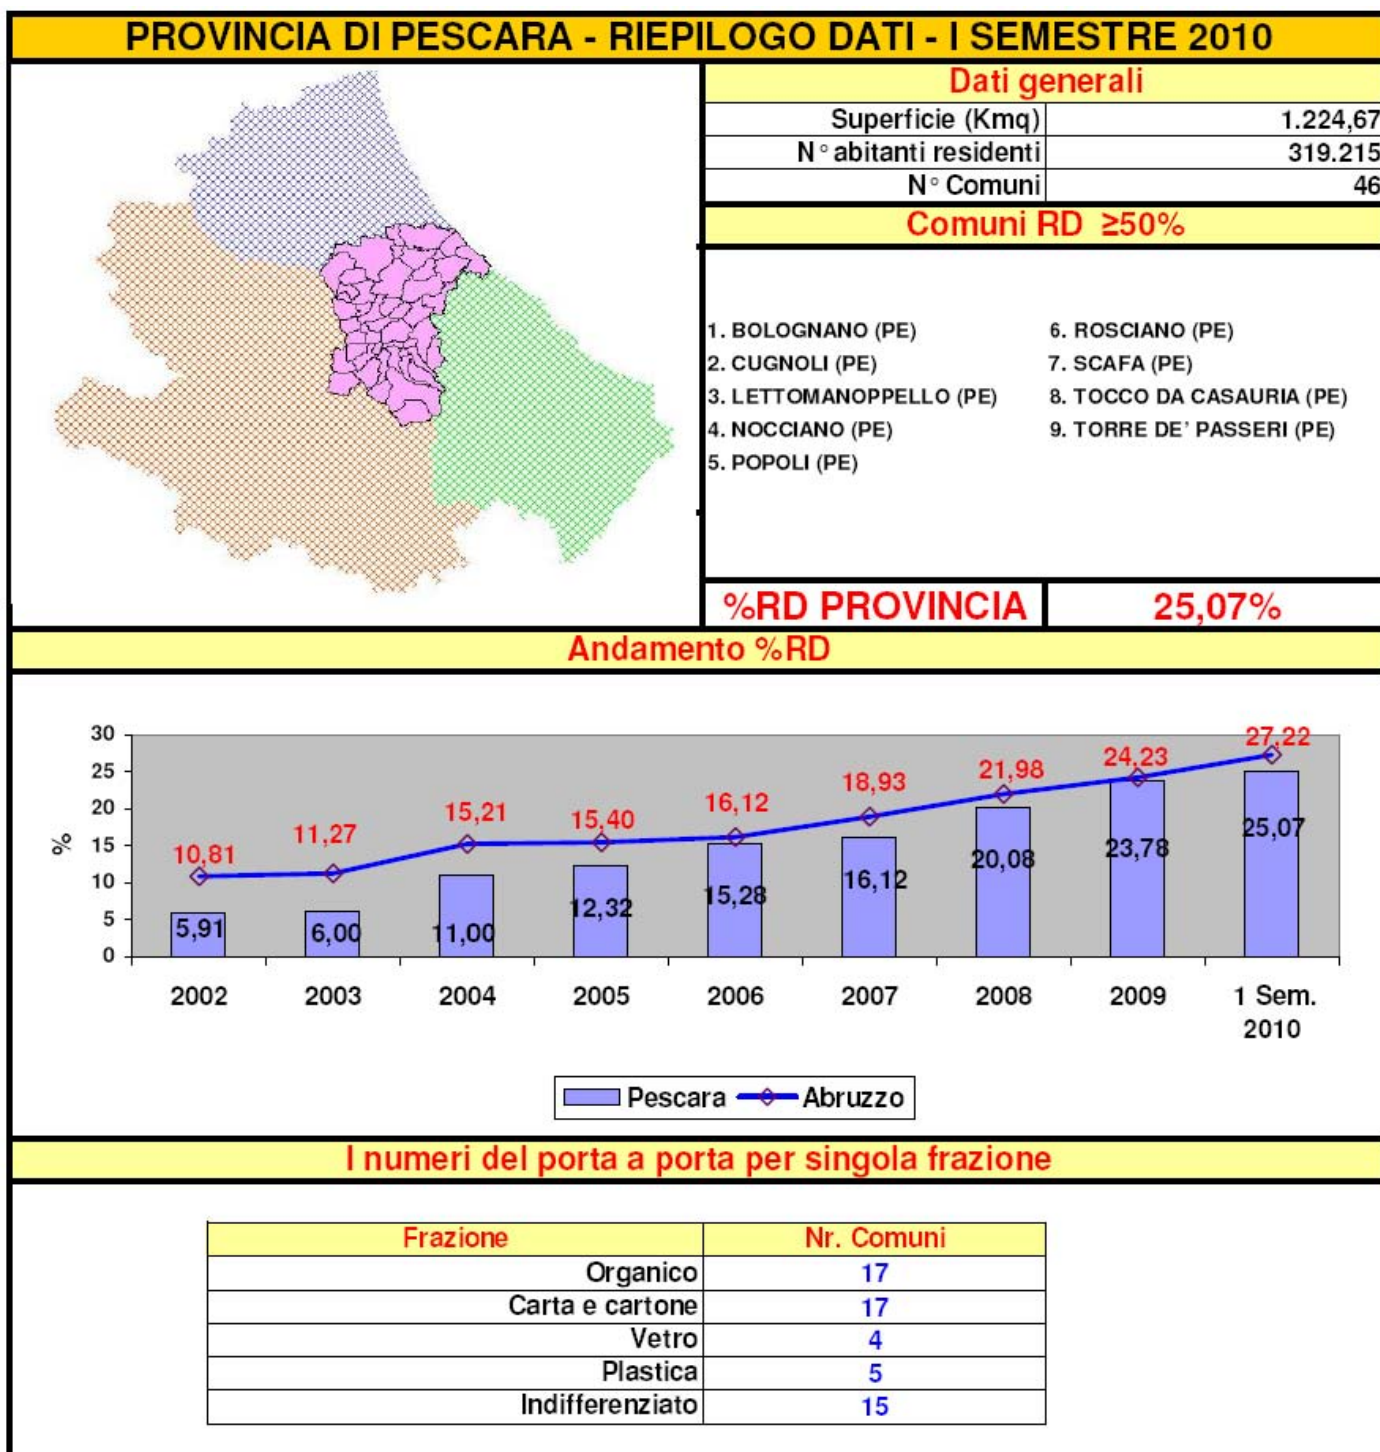 PROVINCIA DI PESCARA - RIEPILOGO DATI - I SEMESTRE 2010
Dati generali
Superficie (Kmq) 1.224,67
N° abitanti residenti 319.215
N° Comuni 46
Comuni RD ≥50%
1. BOLOGNANO (PE) 6. ROSCIANO (PE)
2. CUGNOLI (PE) 7. SCAFA (PE)
3. LETTOMANOPPELLO (PE) 8. TOCCO DA CASAURIA (PE)
4. NOCCIANO (PE) 9. TORRE DE' PASSERI (PE)
5. POPOLI (PE)
%RD PROVINCIA 25,07%
Andamento %RD
%
30
25
20
15
10
5
0
10,81 11,27 15,21 15,40 16,12 18,93 21,98 24,23 27,22
5,91 6,00 11,00 12,32 15,28 16,12 20,08 23,78 25,07
2002 2003 2004 2005 2006 2007 2008 2009 1 Sem.
2010
Pescara Abruzzo
I numeri del porta a porta per singola frazione
Frazione Nr. Comuni
Organico 17
Carta e cartone 17
Vetro 4
Plastica 5
Indifferenziato 15